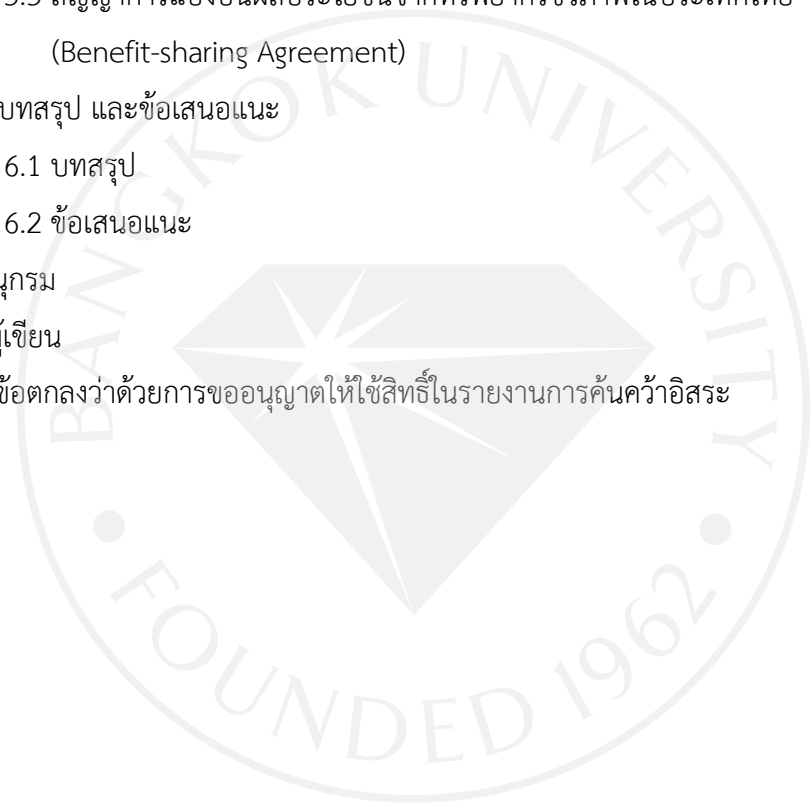 (Benefit-sharing Agreement)
บทสรุป และข้อเสนอแนะ
6.1 บทสรุป
6.2 ข้อเสนอแนะ
นุกรม
ผู้เขียน
ข้อตกลงว่าด้วยการขออนุญาตให้ใช้สิทธิ์ในรายงานการค้นคว้าอิสระ
BANGKOK UNIVERSITY
FOUNDED 1962